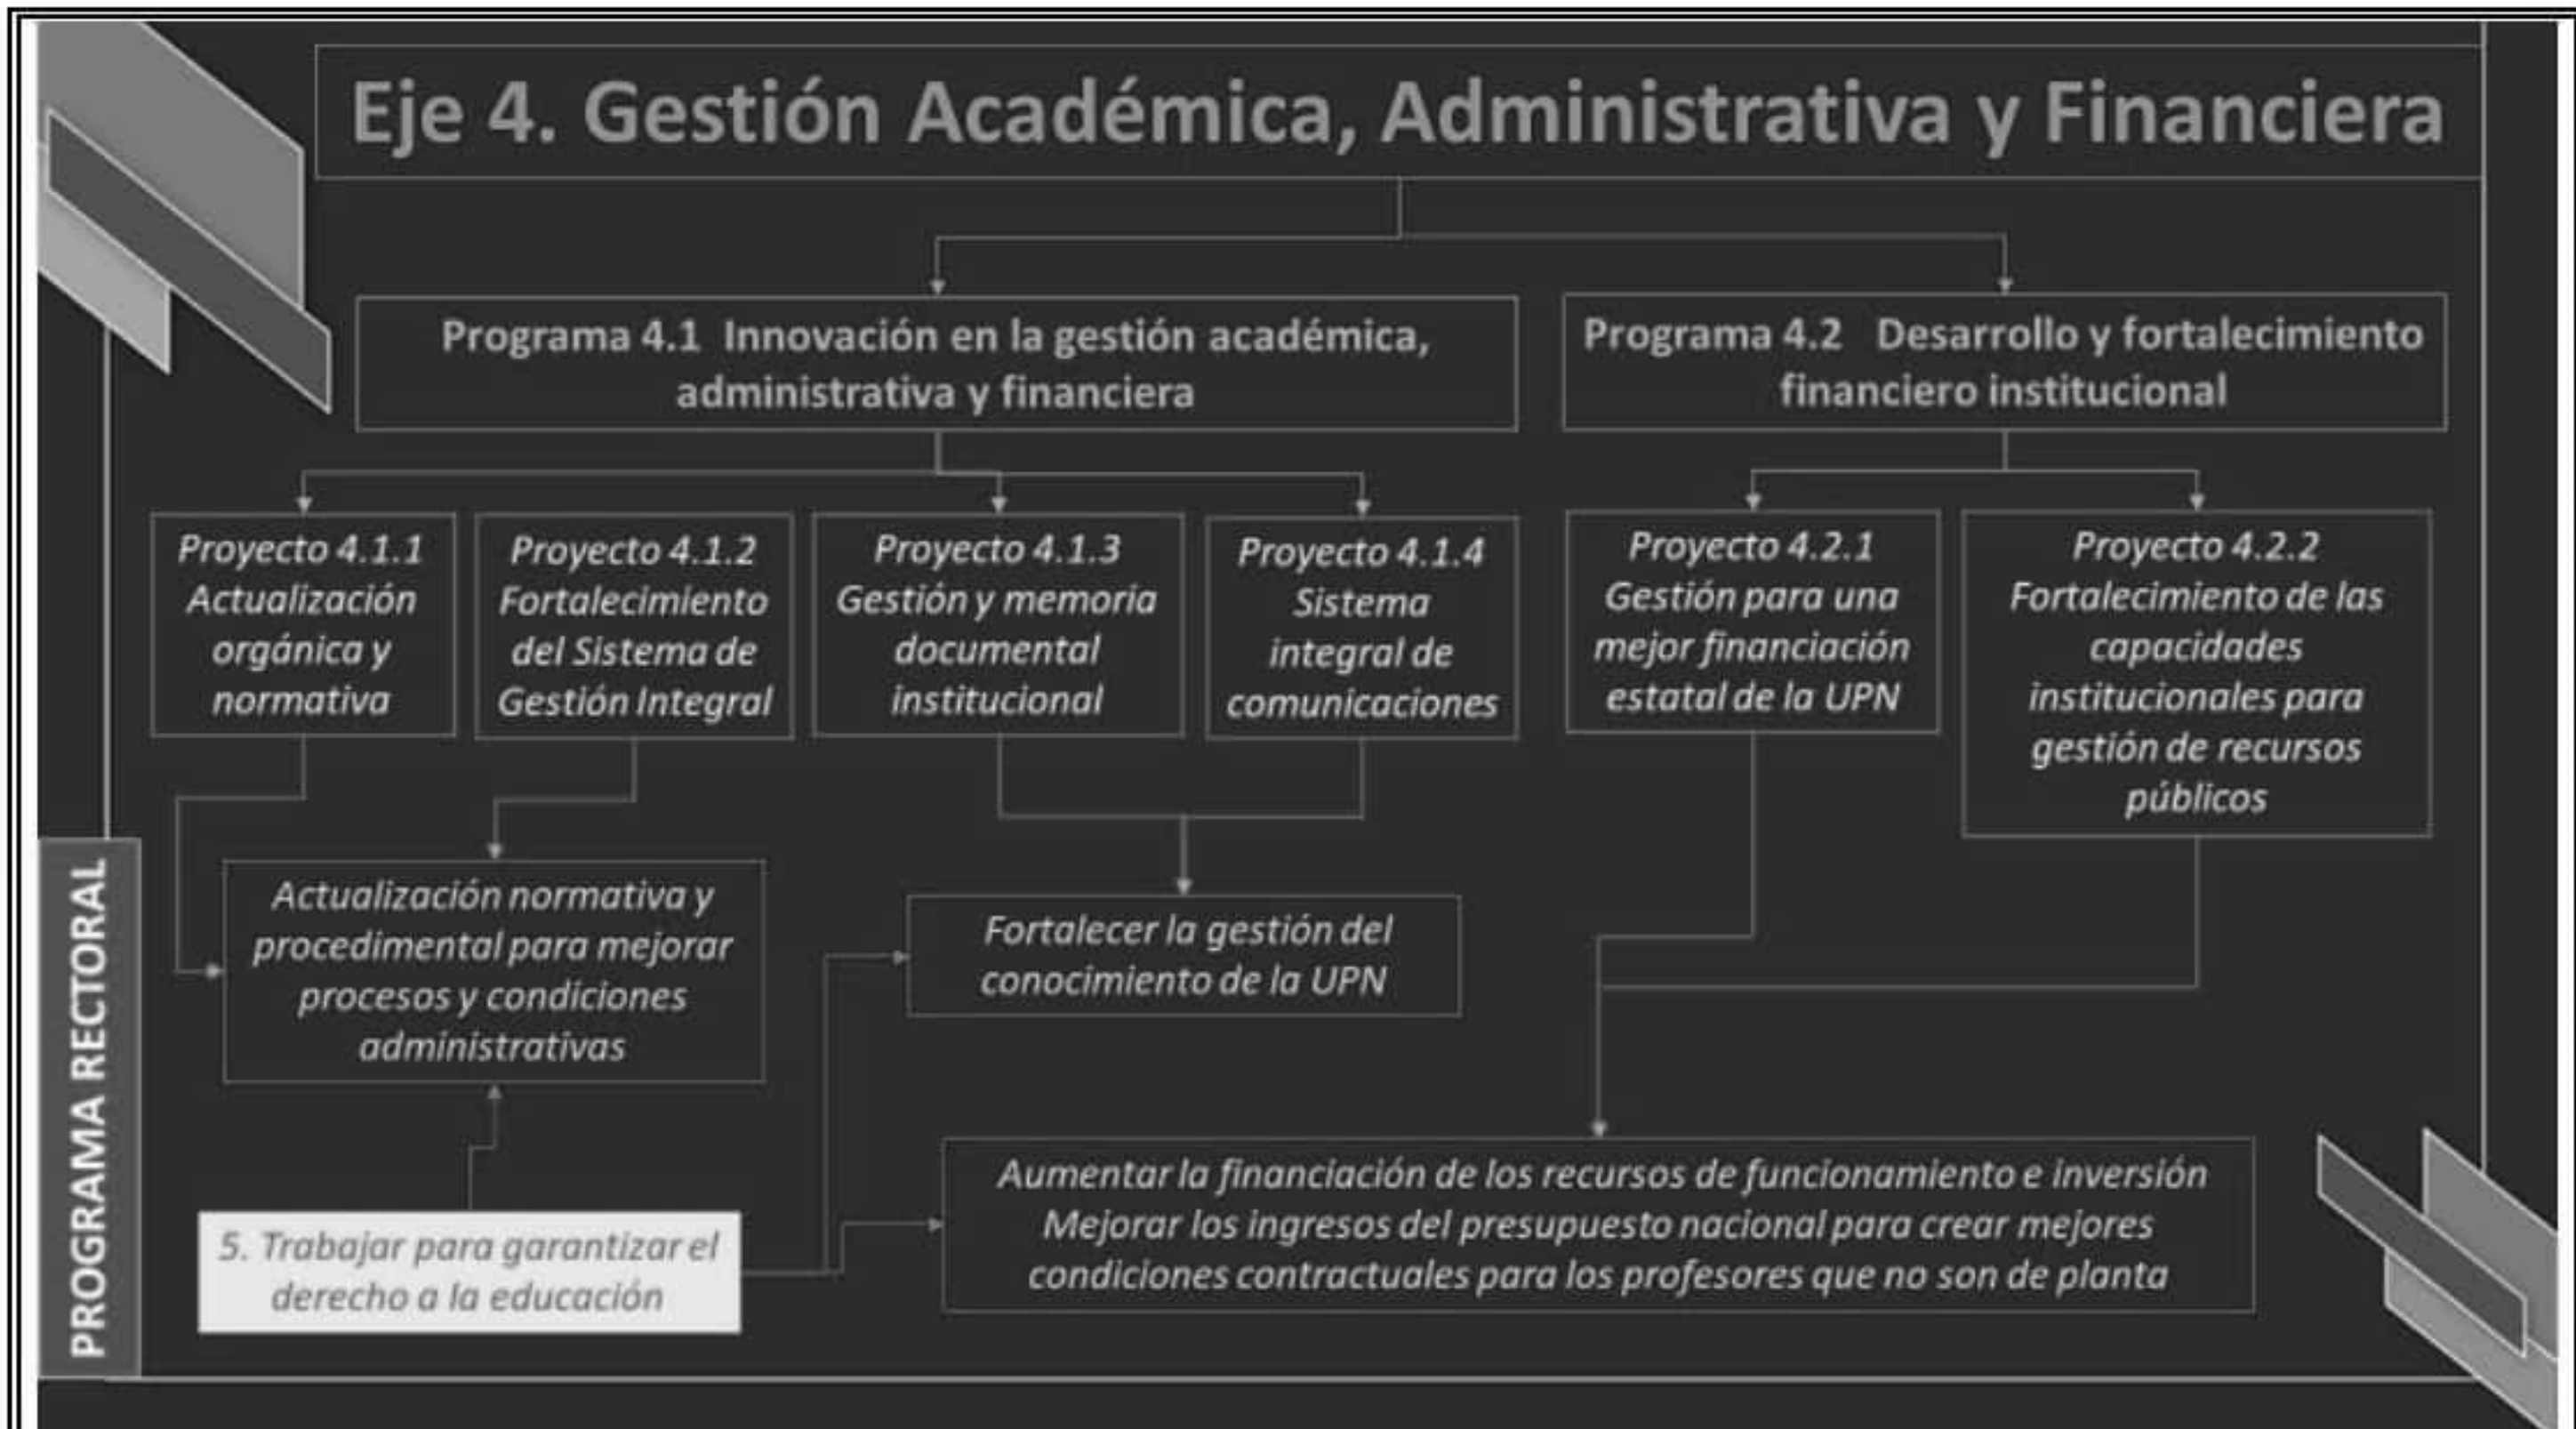 Eje 4. Gestión Académica, Administrativa y Financiera
Programa 4.1 Innovación en la gestión académica,
administrativa y financiera
Programa 4.2 Desarrollo y fortalecimiento
financiero institucional
Proyecto 4.1.1
Actualización
orgánica y
normativa
Proyecto 4.1.2
Fortalecimiento
del Sistema de
Gestión Integral
Proyecto 4.1.3
Gestión y memoria
documental
institucional
Proyecto 4.1.4
Sistema
integral de
comunicaciones
Proyecto 4.2.1
Gestión para una
mejor financiación
estatal de la UPN
Proyecto 4.2.2
Fortalecimiento de las
capacidades
institucionales para
gestión de recursos
públicos
PROGRAMA RECTORAL
Actualización normativa y
procedimental para mejorar
procesos y condiciones
administrativas
Fortalecer la gestión del
conocimiento de la UPN
5. Trabajar para garantizar el
derecho a la educación
Aumentar la financiación de los recursos de funcionamiento e inversión
Mejorar los ingresos del presupuesto nacional para crear mejores
condiciones contractuales para los profesores que no son de planta